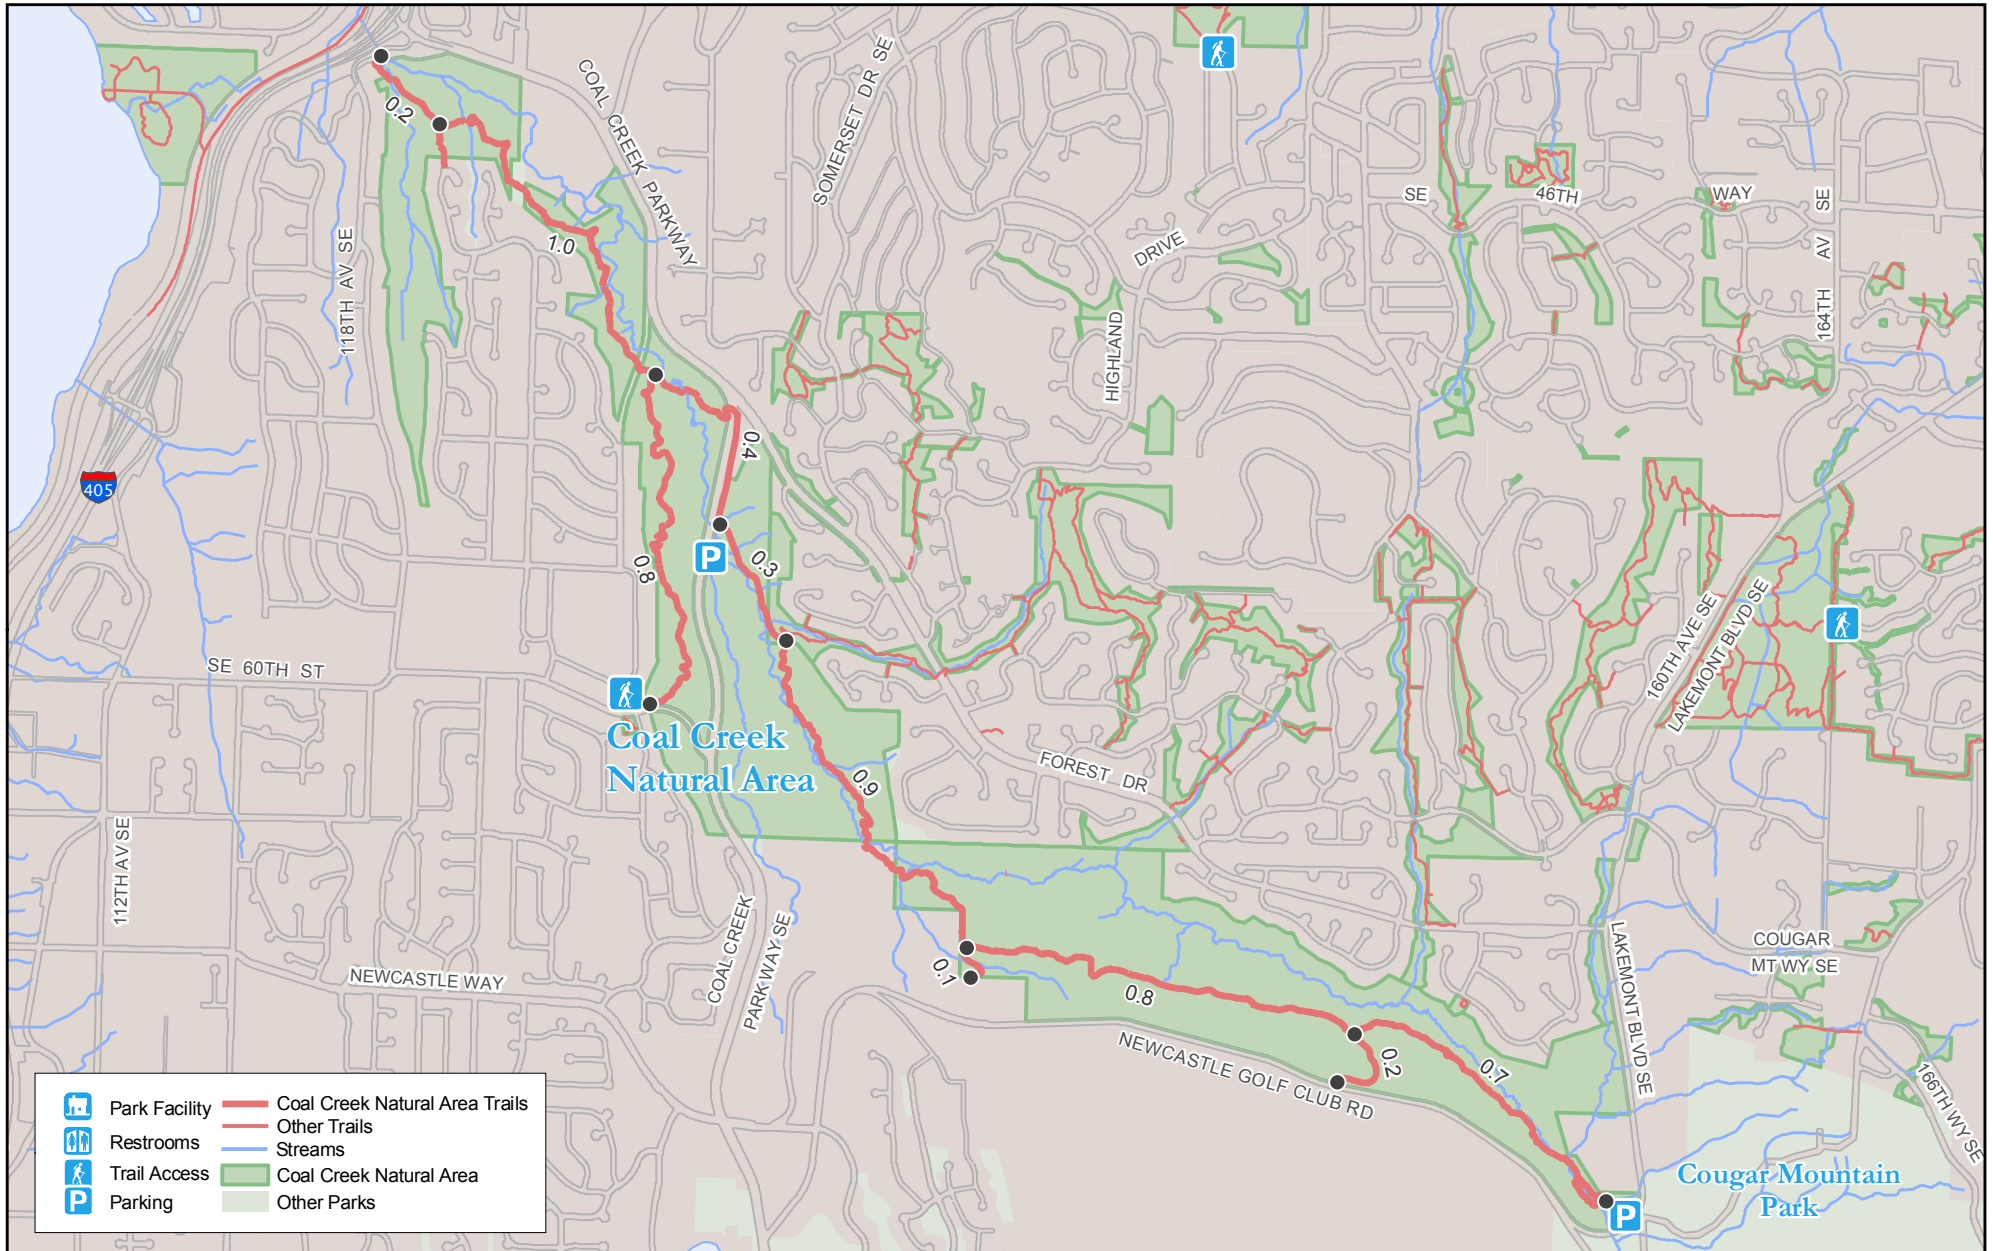 0.2
COAL CREEK PARKWAY
SOMERSET DR SE
SE
46TH
WAY
164TH AV SE
118TH AV SE
1.0
DRIVE
HIGHLAND
0.4
405
0.3
0.8
P
SE 60TH ST
160TH AVE SE
LAKEMONT BLVD SE
Coal Creek
Natural Area
0.9
FOREST DR
112TH AV SE
COAL CREEK
PARKWAY SE
NEWCASTLE WAY
0.1
0.8
LAKEMONT BLVD SE
COUGAR
MT WY SE
NEWCASTLE GOLF CLUB RD
0.2
0.7
166TH WY SE
Cougar Mountain
Park
P
Park Facility
Restrooms
Trail Access
P Parking
Coal Creek Natural Area Trails
Other Trails
Streams
Coal Creek Natural Area
Other Parks